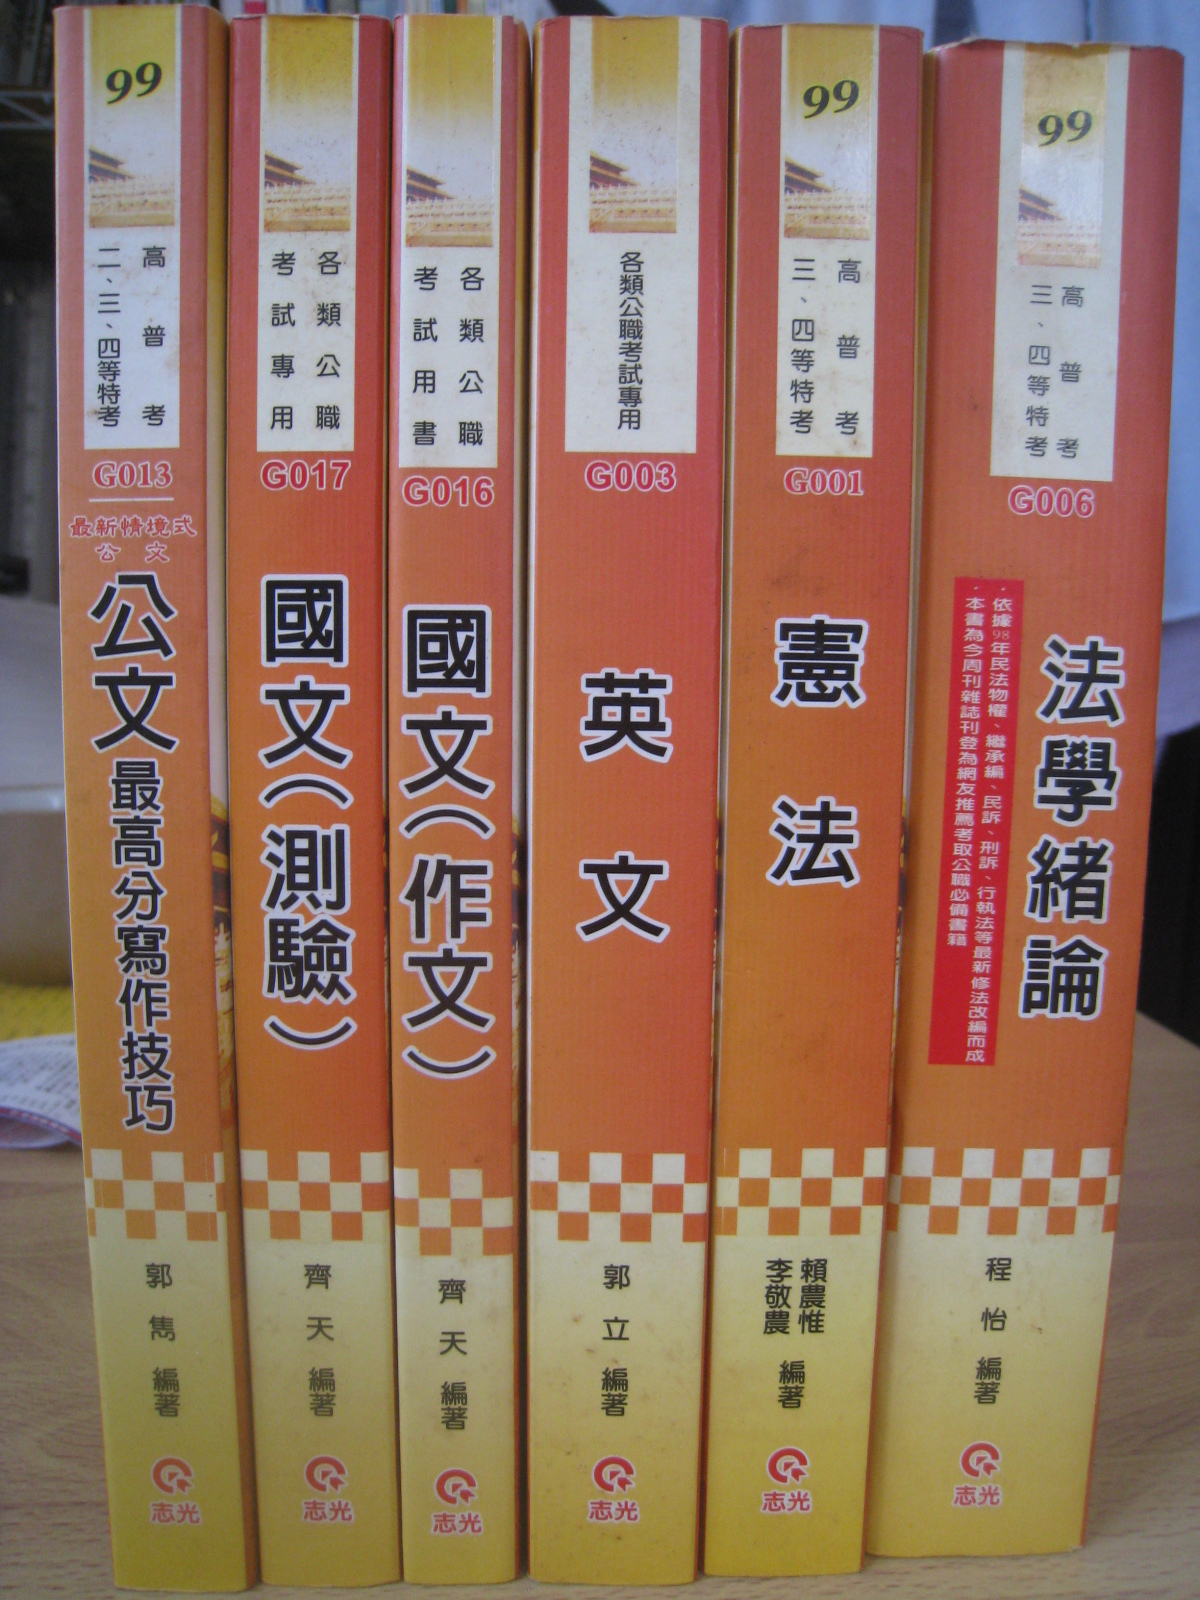 99
高普考
二、三、四等特考
G013
最新情境式
公文
公文最高分寫作技巧
郭雋 編著
志光
各類公職
考試專用
G017
國文(測驗)
齊天 編著
志光
各類公職
考試用書
G016
國文(作文)
齊天 編著
志光
各類公職考試專用
G003
英文
郭立 編著
志光
99
高普考
三、四等特考
G001
憲法
賴農惟
李敬農
編著
志光
99
高普考
三、四等特考
G006
法學緒論
·依據98年民法物權、繼承編、民訴、刑訴、行執法等最新修法改編而成
·本書為今周刊雜誌刊登為網友推薦考取公職必備書籍
程怡 編著
志光